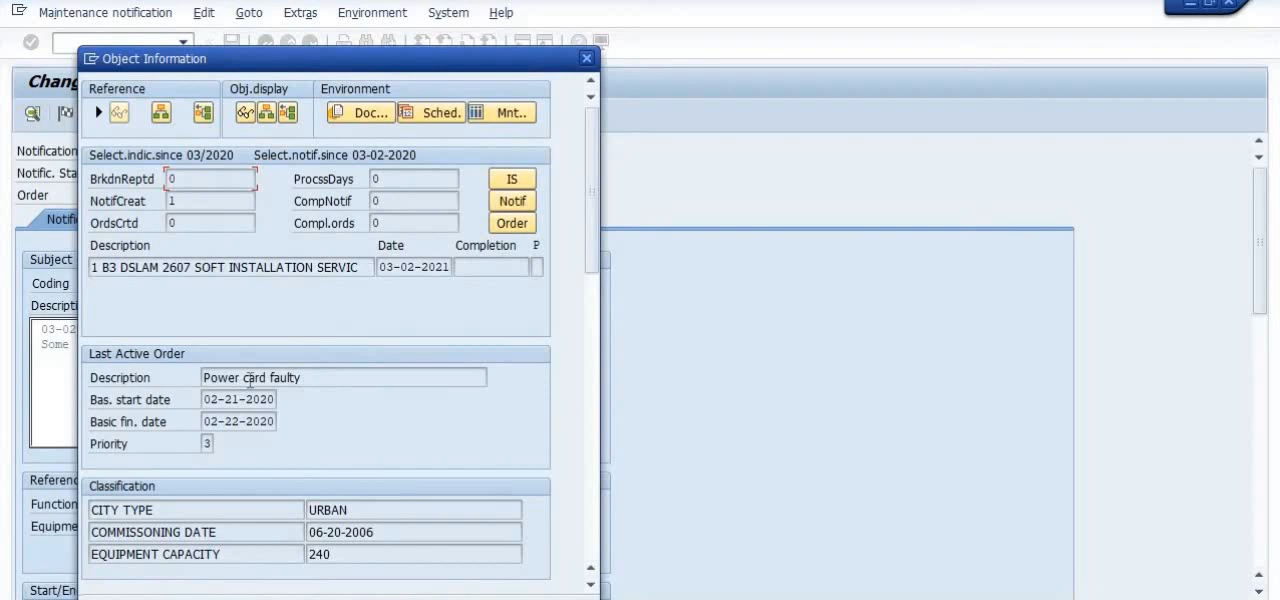 Maintenance notification Edit Goto Extras Environment System Help
Object Information
Chang
Reference Obj.display Environment
Doc... Sched. Mnt..
Notification
Select.indic.since 03/2020 Select.notif.since 03-02-2020
Notific. Sta
BrkdnReptd 0 ProcssDays 0 IS
Order
NotifCreat 1 CompNotif 0 Notif
OrdsCrtd 0 Compl.ords 0 Order
Notifi
Description Date Completion P
Subject
1 B3 DSLAM 2607 SOFT INSTALLATION SERVIC 03-02-2021
Coding
Descripti
03-02
Some
Last Active Order
Description Power card faulty
Bas. start date 02-21-2020
Basic fin. date 02-22-2020
Priority 3
Referenc
Classification
Function
CITY TYPE URBAN
Equipme
COMMISSONING DATE 06-20-2006
EQUIPMENT CAPACITY 240
Start/En